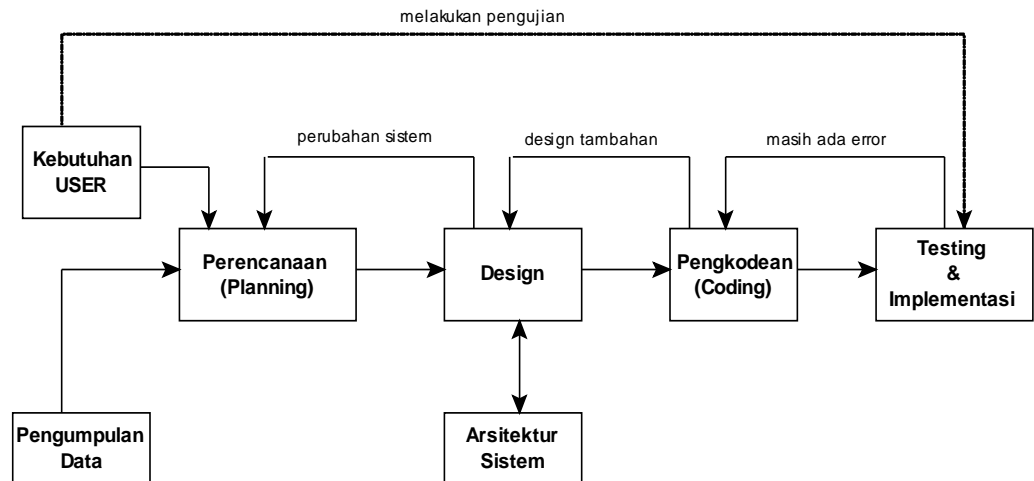 melakukan pengujian
perubahan sistem
design tambahan
masih ada error
Kebutuhan
USER
Perencanaan
(Planning)
Design
Pengkodean
(Coding)
Testing
&
Implementasi
Pengumpulan
Data
Arsitektur
Sistem